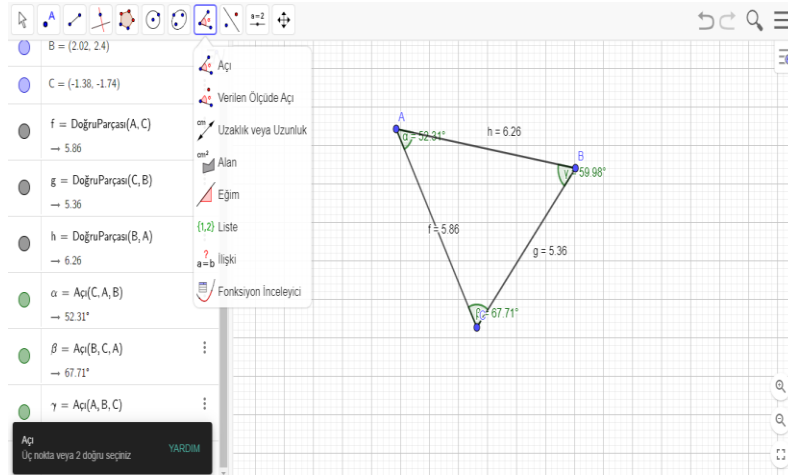 a=2
B = (2.02, 2.4)
C = (-1.38, -1.74)
f = DoğruParçası(A, C)
→ 5.86
g = DoğruParçası(C, B)
→ 5.36
h = DoğruParçası(B, A)
→ 6.26
α = Açı(C, A, B)
→ 52.31°
β = Açı(B, C, A)
→ 67.71°
γ = Açı(A, B, C)
Açı
Üç nokta veya 2 doğru seçiniz
YARDIM
Açı
Verilen Ölçüde Açı
cm Uzaklık veya Uzunluk
cm² Alan
Eğim
{1,2} Liste
? a=b İlişki
Fonksiyon İnceleyici
A
α = 52.31°
h = 6.26
B
γ = 59.98°
f = 5.86
g = 5.36
β = 67.71°
C